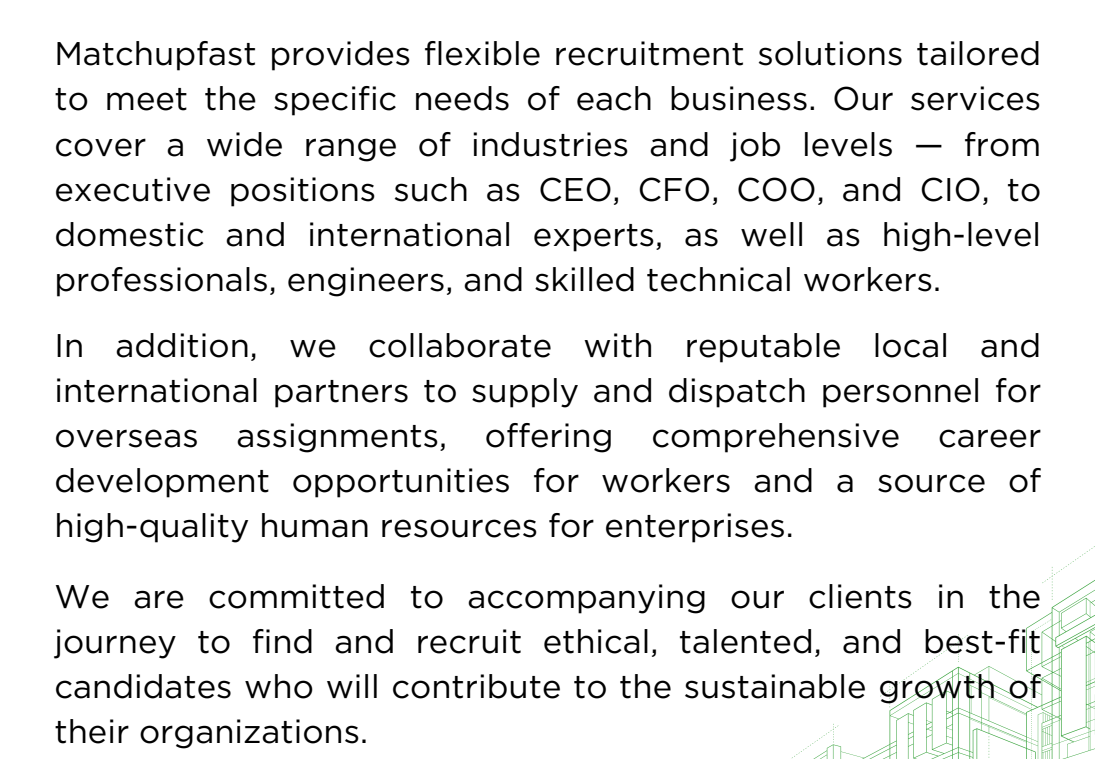 Matchupfast provides flexible recruitment solutions tailored
to meet the specific needs of each business. Our services
cover a wide range of industries and job levels — from
executive positions such as CEO, CFO, COO, and CIO, to
domestic and international experts, as well as high-level
professionals, engineers, and skilled technical workers.
In addition, we collaborate with reputable local and
international partners to supply and dispatch personnel for
overseas assignments, offering comprehensive career
development opportunities for workers and a source of
high-quality human resources for enterprises.
We are committed to accompanying our clients in the
journey to find and recruit ethical, talented, and best-fit
candidates who will contribute to the sustainable growth of
their organizations.